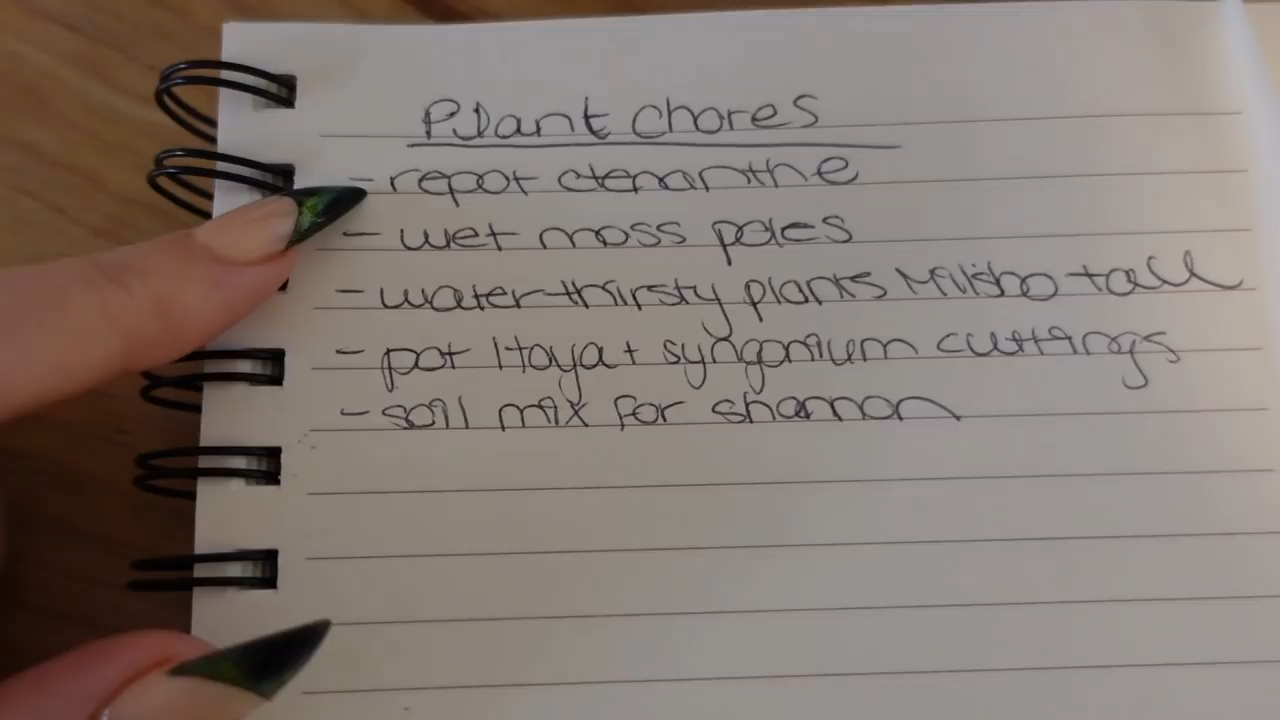 Plant chores
- repot ctenanthe
- wet moss poles
- water thirsty plants Milsbo tall
- pot Hoya + syngonium cuttings
- soil mix for shannon